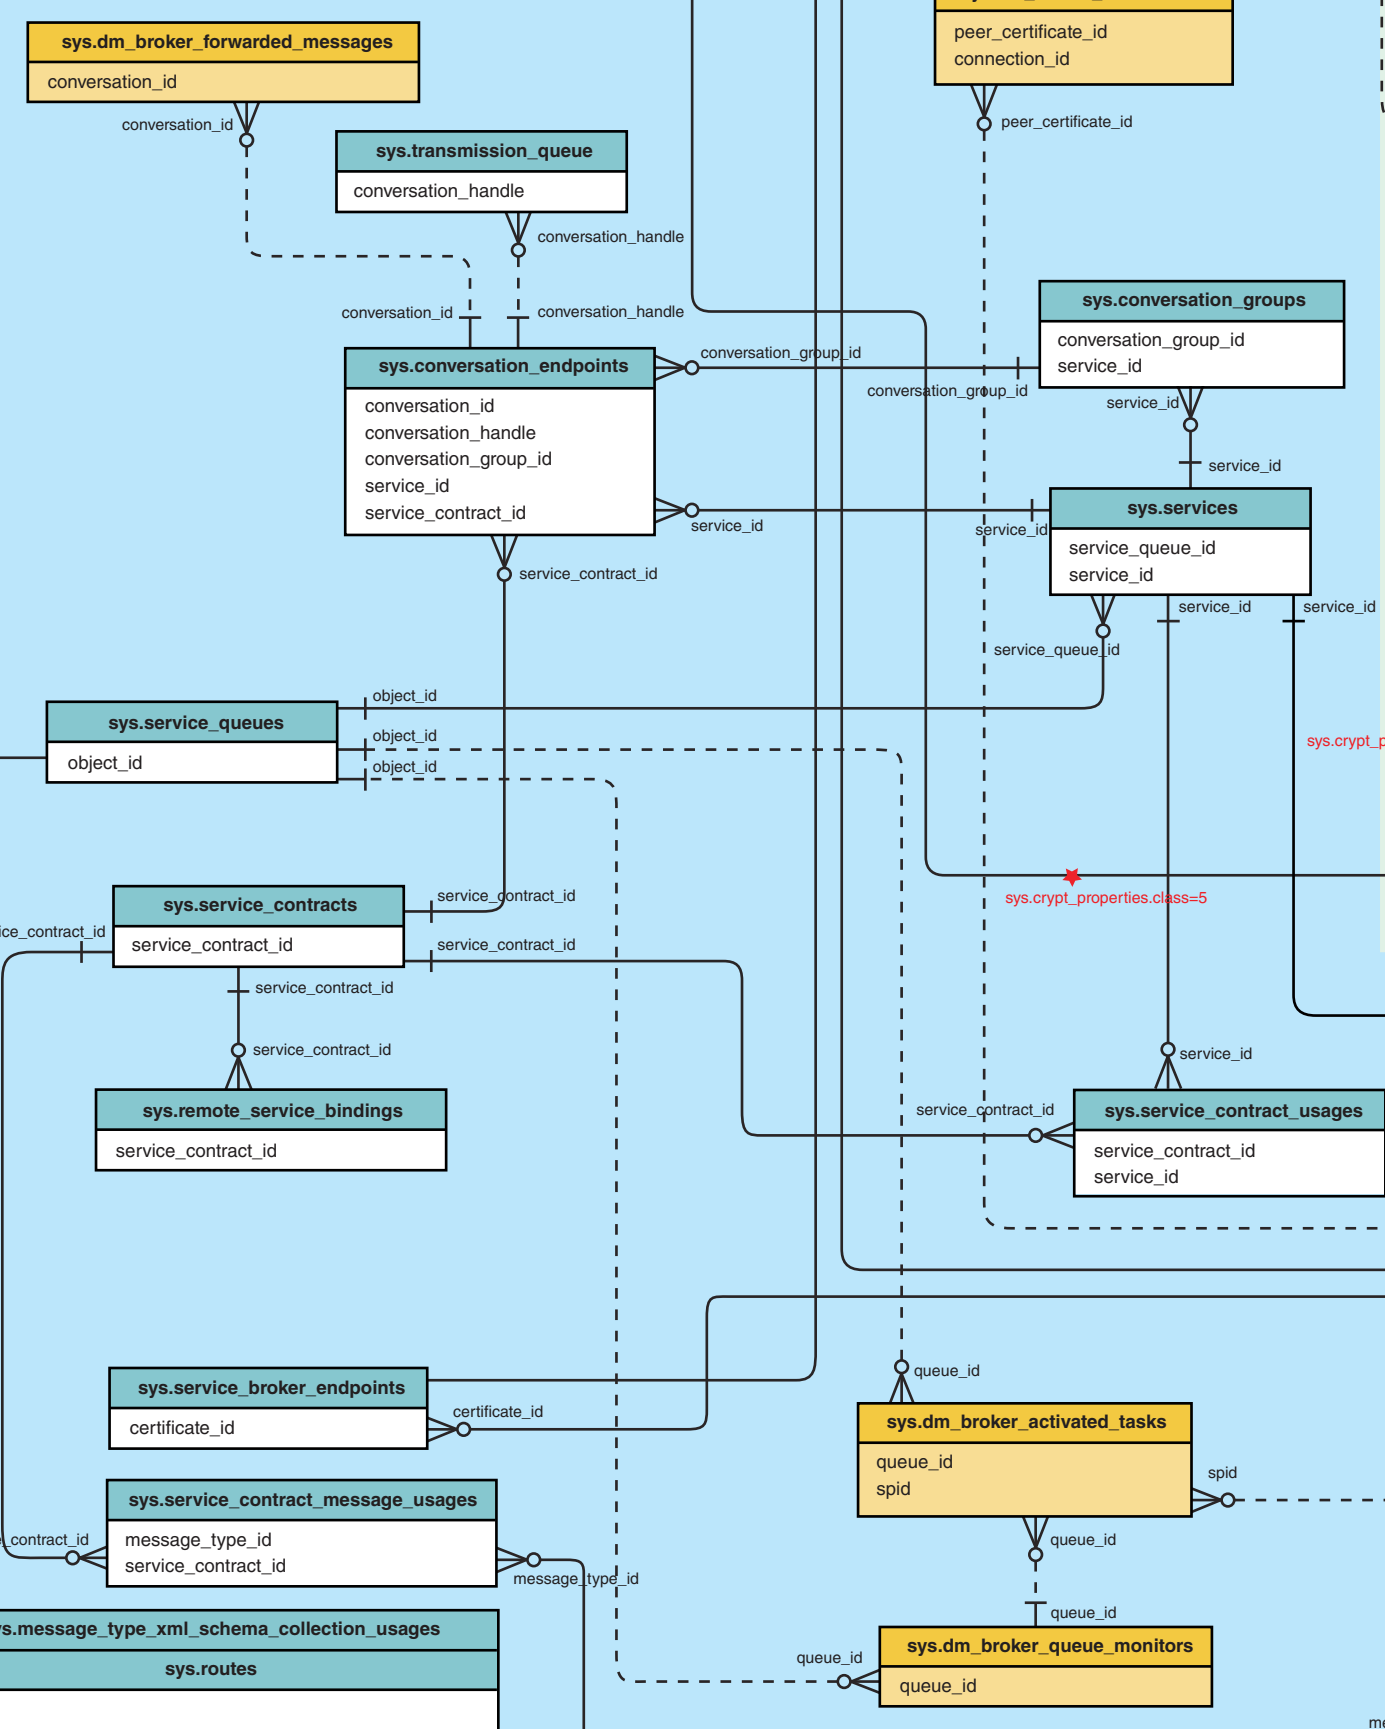 peer_certificate_id
connection_id
peer_certificate_id
sys.dm_broker_forwarded_messages
conversation_id
conversation_id
sys.transmission_queue
conversation_handle
conversation_handle
conversation_id
conversation_handle
sys.conversation_endpoints
conversation_id
conversation_handle
conversation_group_id
service_id
service_contract_id
conversation_group_id
conversation_group_id
sys.conversation_groups
conversation_group_id
service_id
service_id
service_id
service_id
service_id
sys.services
service_queue_id
service_id
service_contract_id
service_queue_id
service_id
service_id
sys.service_queues
object_id
object_id
object_id
object_id
sys.crypt_p
sys.crypt_properties.class=5
sys.service_contracts
service_contract_id
service_contract_id
service_contract_id
ice_contract_id
service_contract_id
service_contract_id
sys.remote_service_bindings
service_contract_id
service_id
service_contract_id
sys.service_contract_usages
service_contract_id
service_id
sys.service_broker_endpoints
certificate_id
certificate_id
queue_id
sys.dm_broker_activated_tasks
queue_id
spid
spid
queue_id
queue_id
sys.service_contract_message_usages
message_type_id
service_contract_id
_contract_id
message_type_id
sys.dm_broker_queue_monitors
queue_id
queue_id
s.message_type_xml_schema_collection_usages
sys.routes